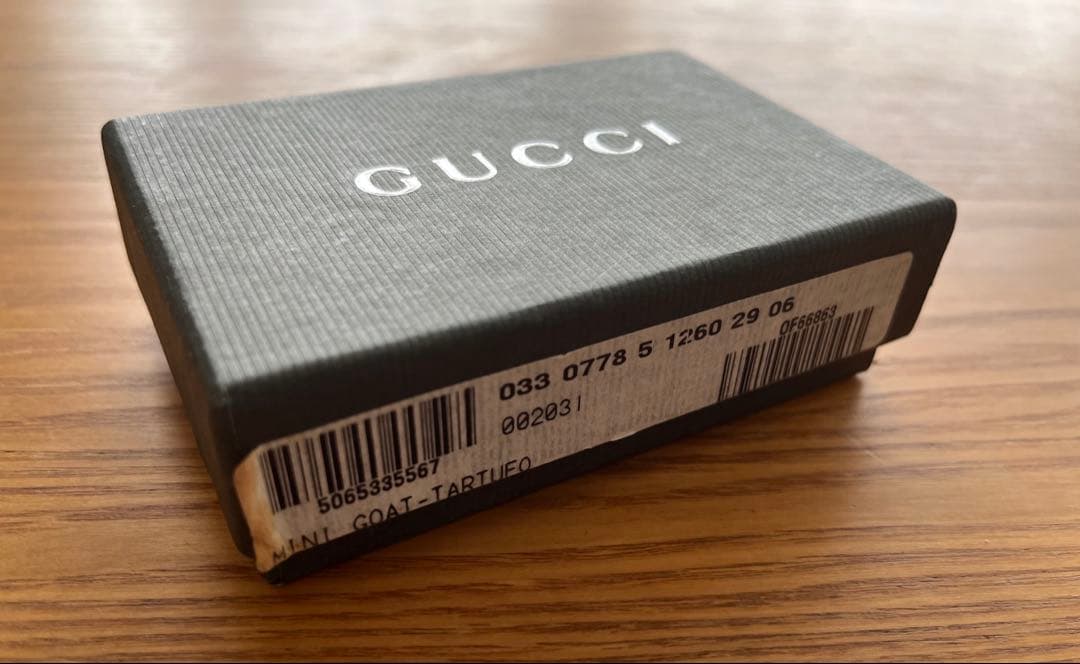 GUCCI
033 0778 5 1260 29 06
0F66863
002031
5065335567
MINI GOAT-TARTUFO